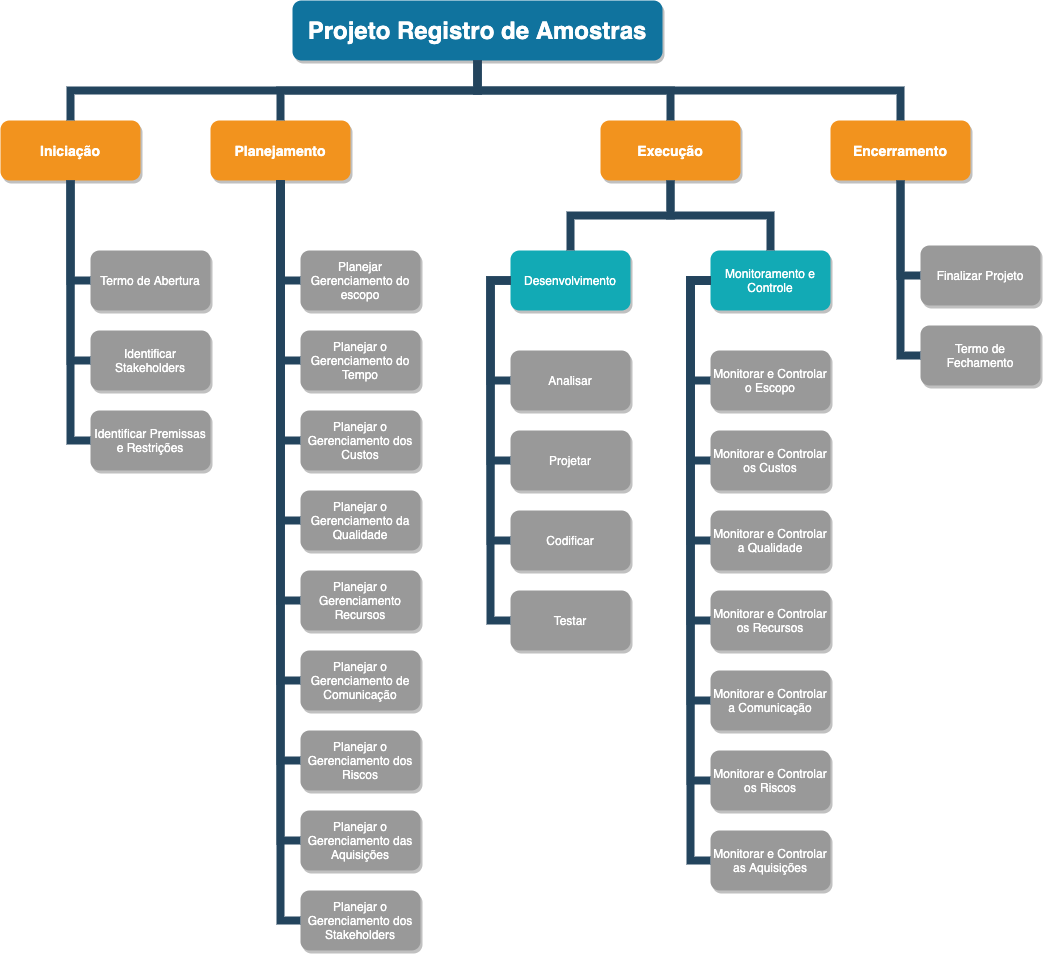 Projeto Registro de Amostras
Iniciação
Planejamento
Execução
Encerramento
Termo de Abertura
Identificar
Stakeholders
Identificar Premissas
e Restrições
Planejar
Gerenciamento do
escopo
Planejar o
Gerenciamento do
Tempo
Planejar o
Gerenciamento dos
Custos
Planejar o
Gerenciamento da
Qualidade
Planejar o
Gerenciamento
Recursos
Planejar o
Gerenciamento de
Comunicação
Planejar o
Gerenciamento dos
Riscos
Planejar o
Gerenciamento das
Aquisições
Planejar o
Gerenciamento dos
Stakeholders
Desenvolvimento
Analisar
Projetar
Codificar
Testar
Monitoramento e
Controle
Monitorar e Controlar
o Escopo
Monitorar e Controlar
os Custos
Monitorar e Controlar
a Qualidade
Monitorar e Controlar
os Recursos
Monitorar e Controlar
a Comunicação
Monitorar e Controlar
os Riscos
Monitorar e Controlar
as Aquisições
Finalizar Projeto
Termo de
Fechamento